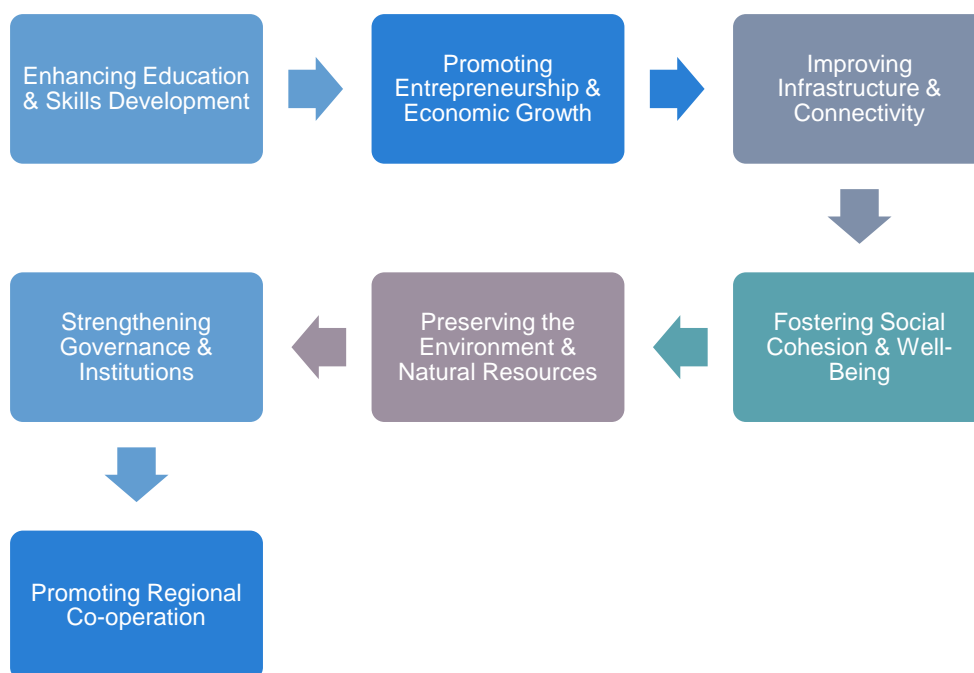 Enhancing Education
& Skills Development
Promoting
Entrepreneurship &
Economic Growth
Improving
Infrastructure &
Connectivity
Fostering Social
Cohesion & Well-
Being
Preserving the
Environment &
Natural Resources
Strengthening
Governance &
Institutions
Promoting Regional
Co-operation